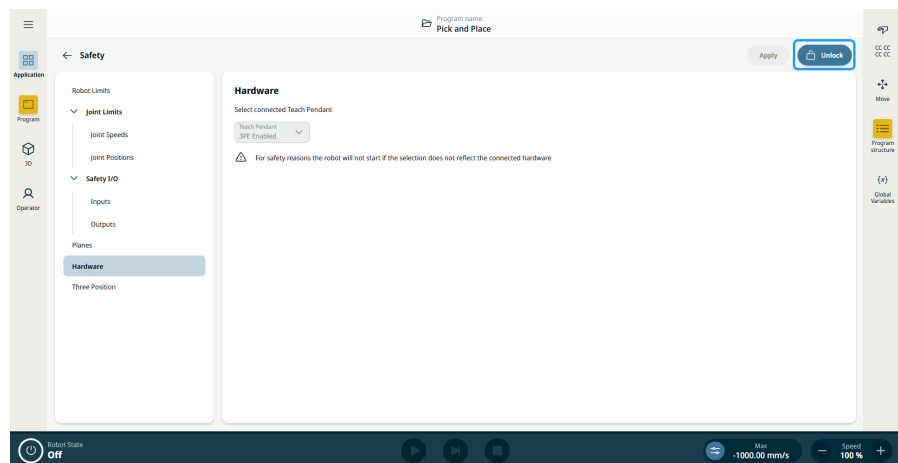 Program name
Pick and Place
Application
Program
3D
Operator
Safety
Apply
Unlock
Robot Limits
Joint Limits
Joint Speeds
Joint Positions
Safety I/O
Inputs
Outputs
Planes
Hardware
Three Position
Hardware
Select connected Teach Pendant
Teach Pendant
3PE Enabled
For safety reasons the robot will not start if the selection does not reflect the connected hardware
CC CC
CC CC
Move
Program
structure
{x}
Global
Variables
Robot State
Off
Max
-1000.00 mm/s
Speed
100 %